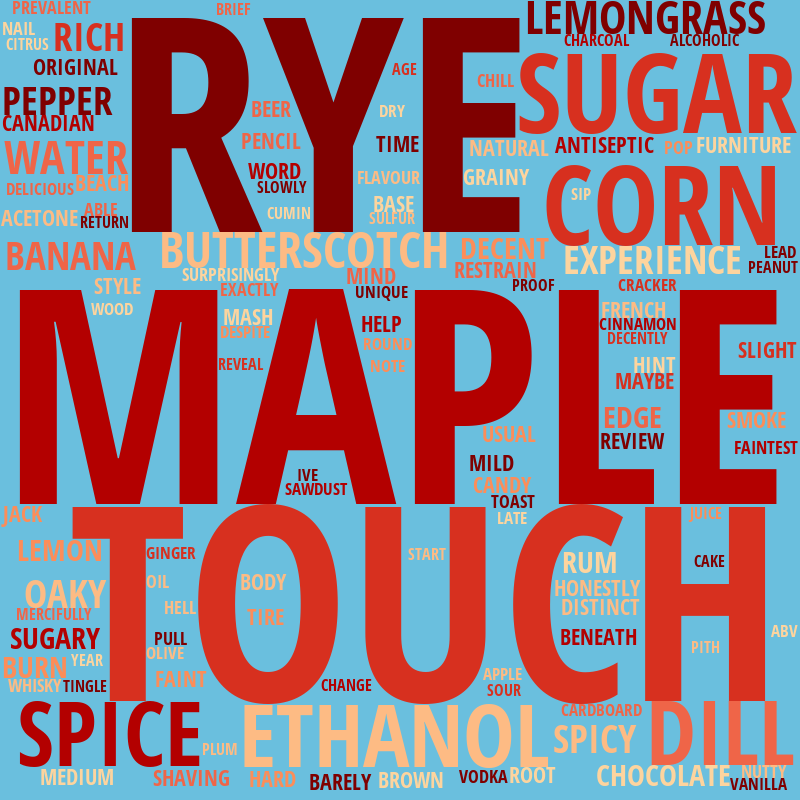 PREVALENT
BRIEF
LEMONGRASS
NAIL
CITRUS
RICH
RYE
CHARCOAL
ALCOHOLIC
ORIGINAL
AGE
CHILL
SUGAR
PEPPER
CANADIAN
BEER
DRY
WATER
PENCIL
TIME
NATURAL
ANTISEPTIC
POP
FURNITURE
DELICIOUS
BEACH
WORD
SLOWLY
FLAVOUR
GRAINY
SIP
CORN
ACETONE
ABLE
RETURN
CUMIN
BASE
SULFUR
BANANA
BUTTERSCOTCH
DECENT
EXPERIENCE
LEAD
PEANUT
SURPRISINGLY
MIND
RESTRAIN
STYLE
EXACTLY
UNIQUE
PROOF
CRACKER
WOOD
MASH
DESPITE
HELP
ROUND
FRENCH
CINNAMON
DECENTLY
MAPLE
REVEAL
NOTE
HINT
MAYBE
SLIGHT
EDGE
SMOKE
USUAL
REVIEW
FAINTEST
IVE
SAWDUST
MILD
CANDY
TOAST
LATE
JACK
JUICE
TOUCH
LEMON
GINGER
START
RUM
CAKE
OAKY
OIL
BODY
HONESTLY
DISTINCT
MERCIFULLY
HELL
TIRE
SUGARY
PULL
BENEATH
ABV
BURN
YEAR
OLIVE
PITH
WHISKY
TINGLE
FAINT
CHANGE
APPLE
SOUR
SPICE
PLUM
ETHANOL
SPICY
CARDBOARD
DILL
MEDIUM
SHAVING
HARD
BARELY
BROWN
VODKA
ROOT
CHOCOLATE
NUTTY
VANILLA